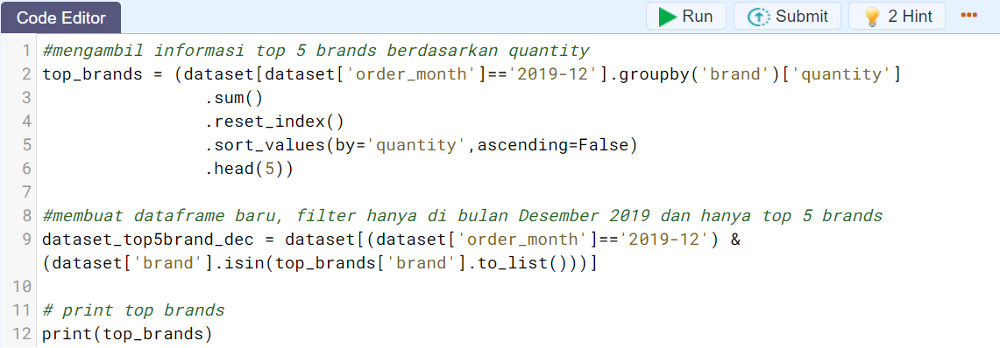 Code Editor
Run
Submit
2 Hint
1 #mengambil informasi top 5 brands berdasarkan quantity
2 top_brands = (dataset[dataset['order_month']=='2019-12'].groupby('brand')['quantity']
3 .sum()
4 .reset_index()
5 .sort_values(by='quantity',ascending=False)
6 .head(5))
7
8 #membuat dataframe baru, filter hanya di bulan Desember 2019 dan hanya top 5 brands
9 dataset_top5brand_dec = dataset[(dataset['order_month']=='2019-12') &
(dataset['brand'].isin(top_brands['brand'].to_list()))]
10
11 # print top brands
12 print(top_brands)